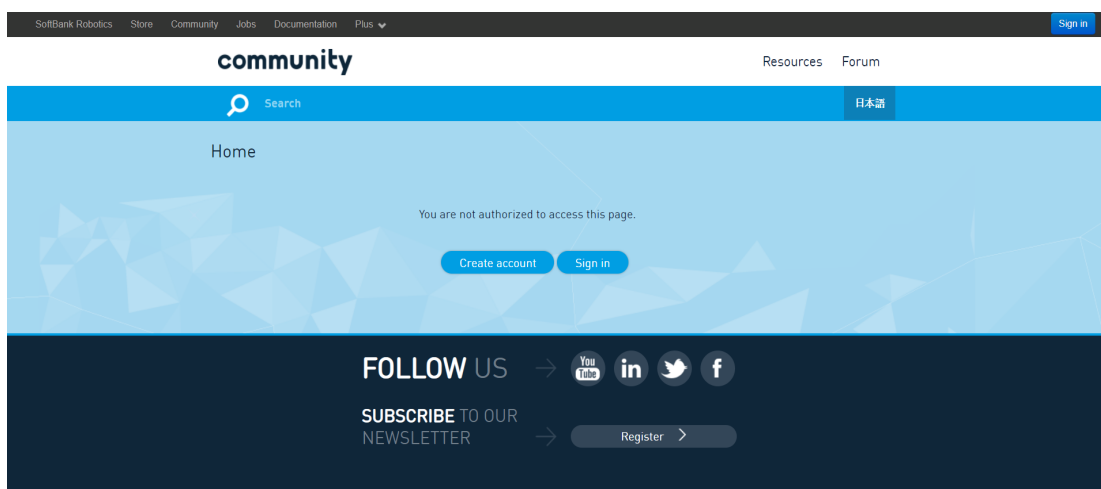 SoftBank Robotics Store Community Jobs Documentation Plus Sign in
community Resources Forum
Search 日本語
Home
You are not authorized to access this page.
Create account Sign in
FOLLOW US You Tube in f
SUBSCRIBE TO OUR
NEWSLETTER Register